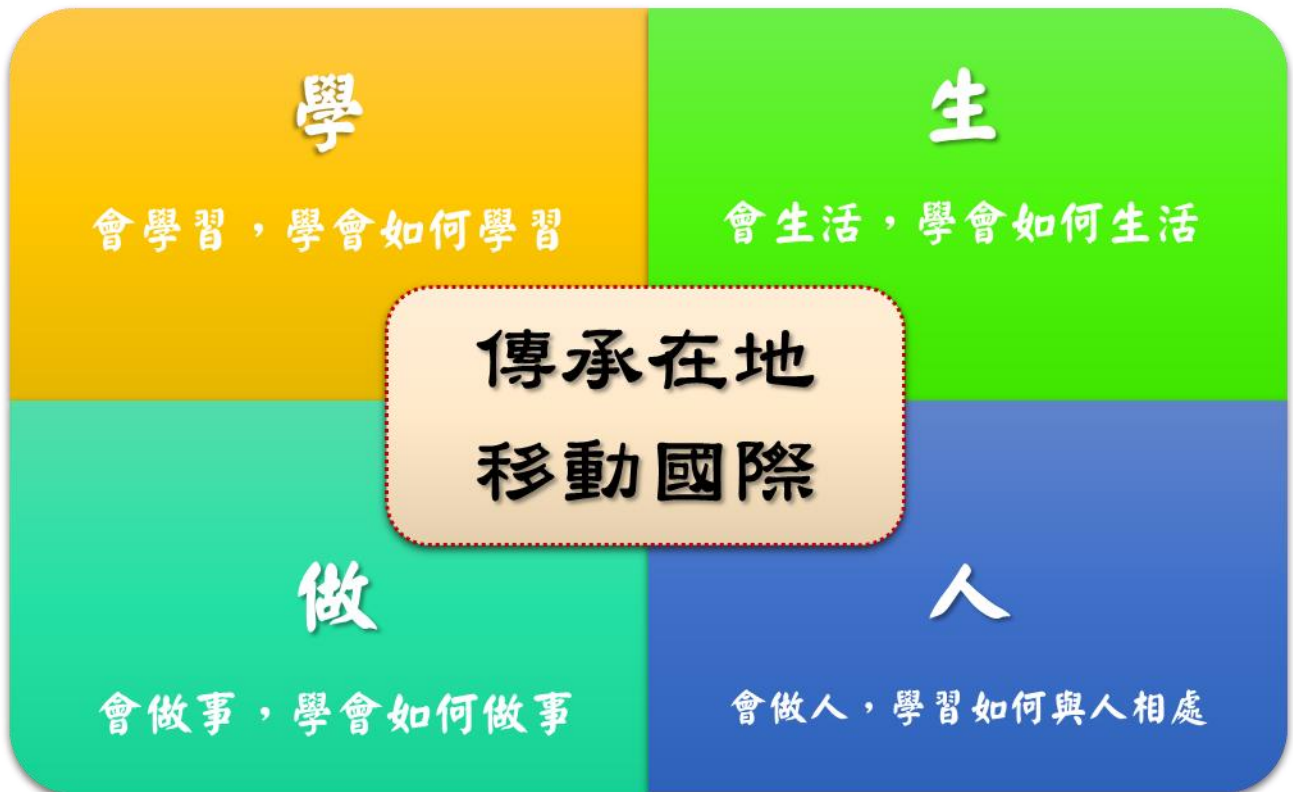 學
會學習，學會如何學習
生
會生活，學會如何生活
傳承在地
移動國際
做
會做事，學會如何做事
人
會做人，學習如何與人相處